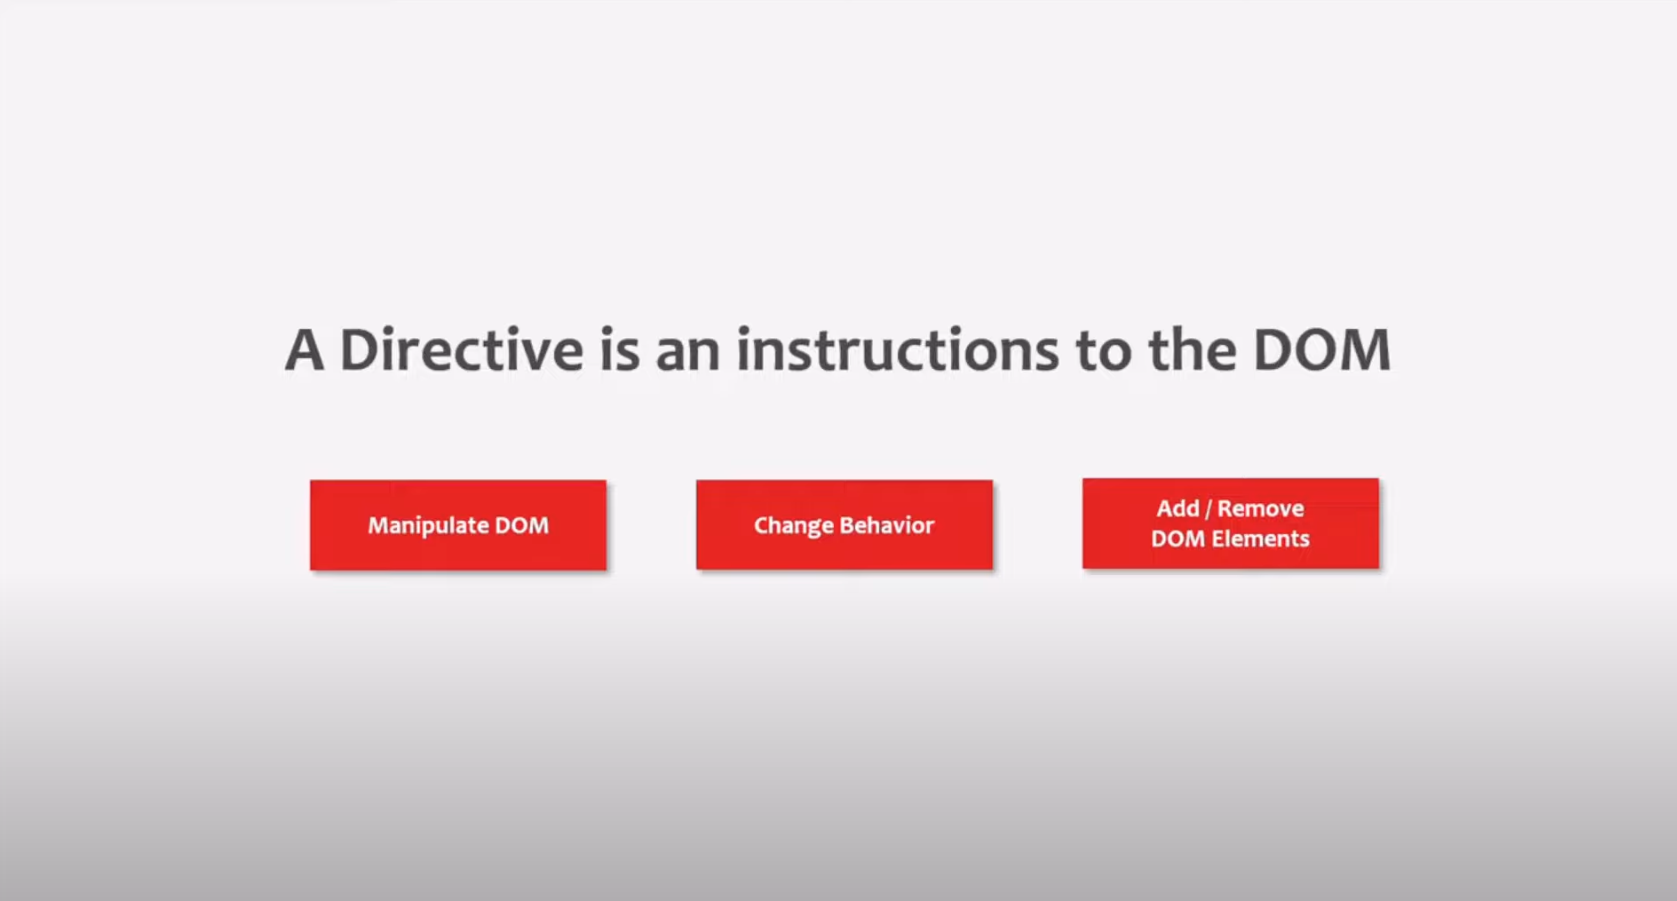 A Directive is an instructions to the DOM
Manipulate DOM
Change Behavior
Add / Remove
DOM Elements